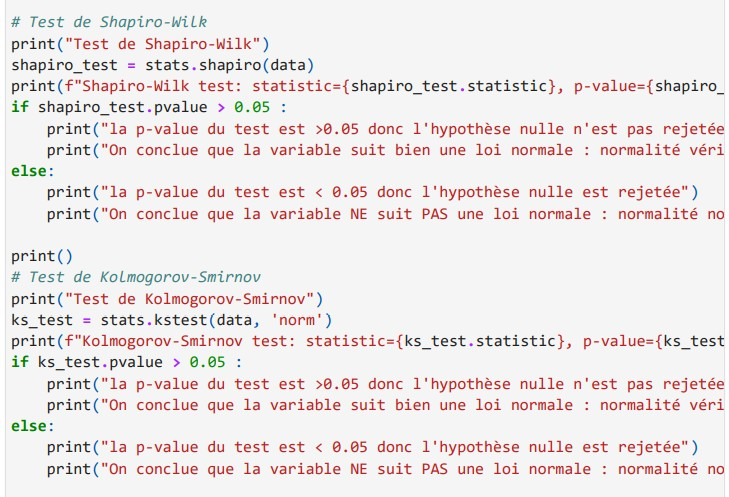 # Test de Shapiro-Wilk
print("Test de Shapiro-Wilk")
shapiro_test = stats.shapiro(data)
print(f"Shapiro-Wilk test: statistic={shapiro_test.statistic}, p-value={shapiro_
if shapiro_test.pvalue > 0.05 :
    print("la p-value du test est >0.05 donc l'hypothèse nulle n'est pas rejetée
    print("On conclue que la variable suit bien une loi normale : normalité véri
else:
    print("la p-value du test est < 0.05 donc l'hypothèse nulle est rejetée")
    print("On conclue que la variable NE suit PAS une loi normale : normalité no

print()
# Test de Kolmogorov-Smirnov
print("Test de Kolmogorov-Smirnov")
ks_test = stats.kstest(data, 'norm')
print(f"Kolmogorov-Smirnov test: statistic={ks_test.statistic}, p-value={ks_test
if ks_test.pvalue > 0.05 :
    print("la p-value du test est >0.05 donc l'hypothèse nulle n'est pas rejetée
    print("On conclue que la variable suit bien une loi normale : normalité véri
else:
    print("la p-value du test est < 0.05 donc l'hypothèse nulle est rejetée")
    print("On conclue que la variable NE suit PAS une loi normale : normalité no